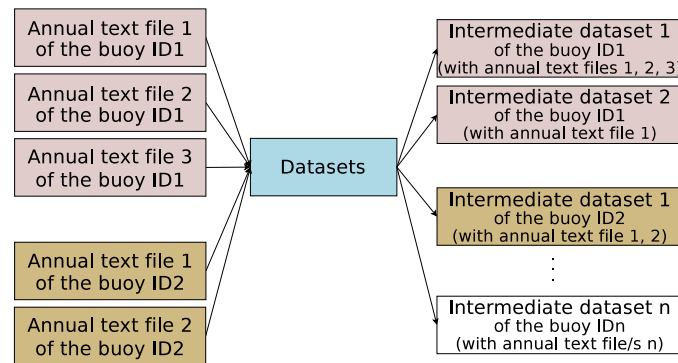 Annual text file 1
of the buoy ID1
Annual text file 2
of the buoy ID1
Annual text file 3
of the buoy ID1
Annual text file 1
of the buoy ID2
Annual text file 2
of the buoy ID2
Datasets
Intermediate dataset 1
of the buoy ID1
(with annual text files 1, 2, 3)
Intermediate dataset 2
of the buoy ID1
(with annual text file 1)
Intermediate dataset 1
of the buoy ID2
(with annual text file 1, 2)
Intermediate dataset n
of the buoy IDn
(with annual text file/s n)